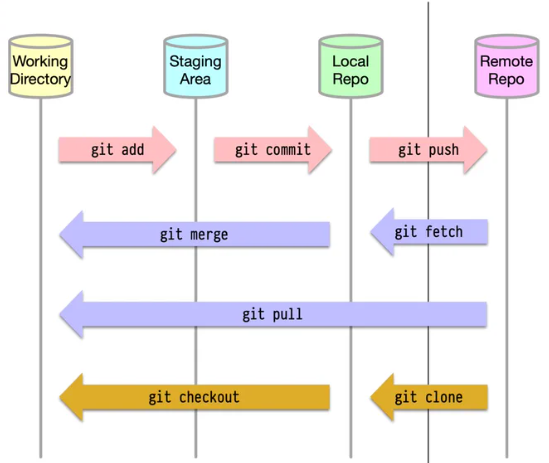 Working
Directory
Staging
Area
Local
Repo
Remote
Repo
git add
git commit
git push
git merge
git fetch
git pull
git checkout
git clone